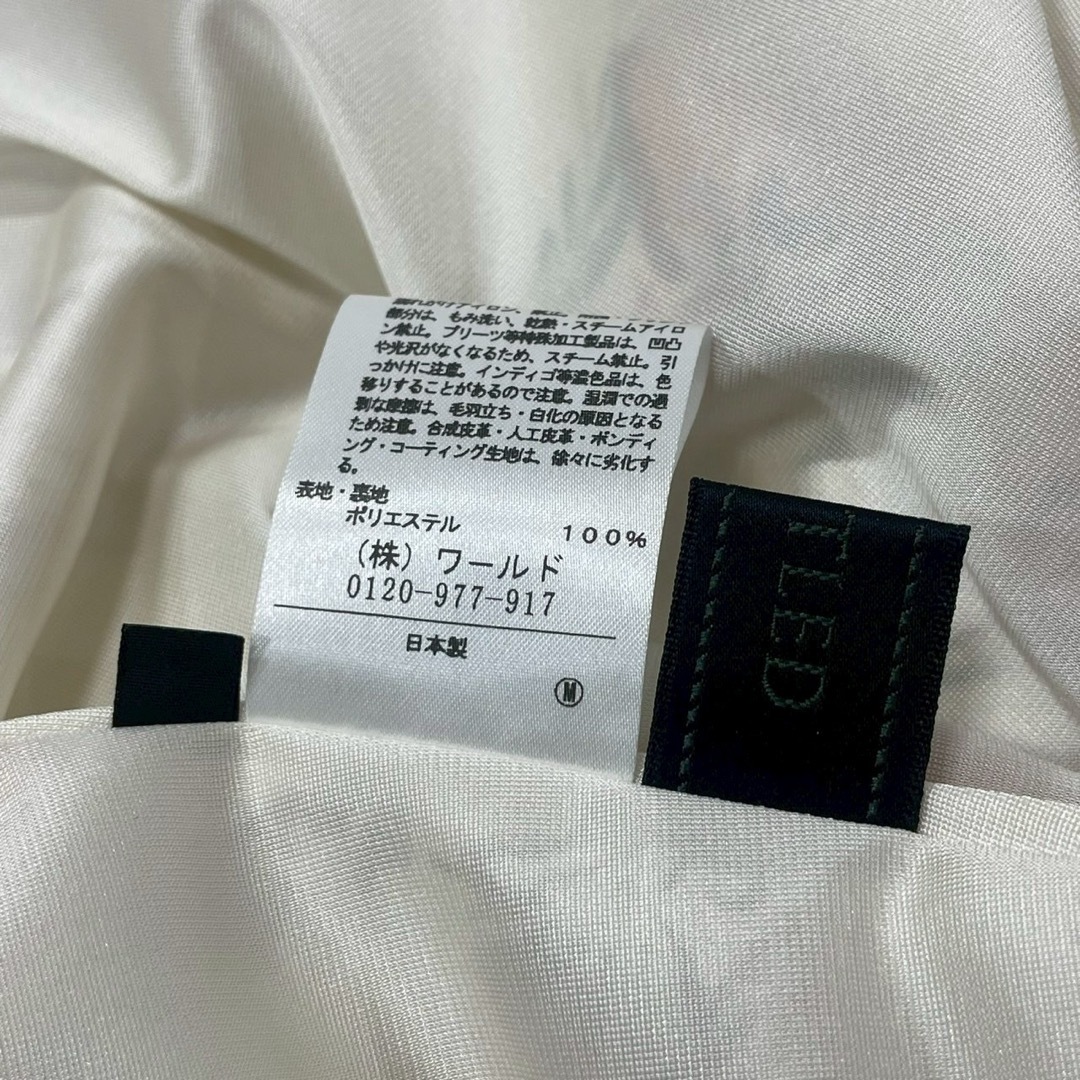 部分は、もみ洗い、乾熱・スチームアイロ
ン禁止。プリーツ等特殊加工製品は、凹凸
や光沢がなくなるため、スチーム禁止。引
っかけに注意。インディゴ等濃色品は、色
移りすることがあるので注意。湿潤での過
剰な摩擦は、毛羽立ち・白化の原因となる
ため注意。合成皮革・人工皮革・ボンディ
ング・コーティング生地は、徐々に劣化す
る。
表地・裏地
ポリエステル 100%
(株) ワールド
0120-977-917
日本製
M
TLED